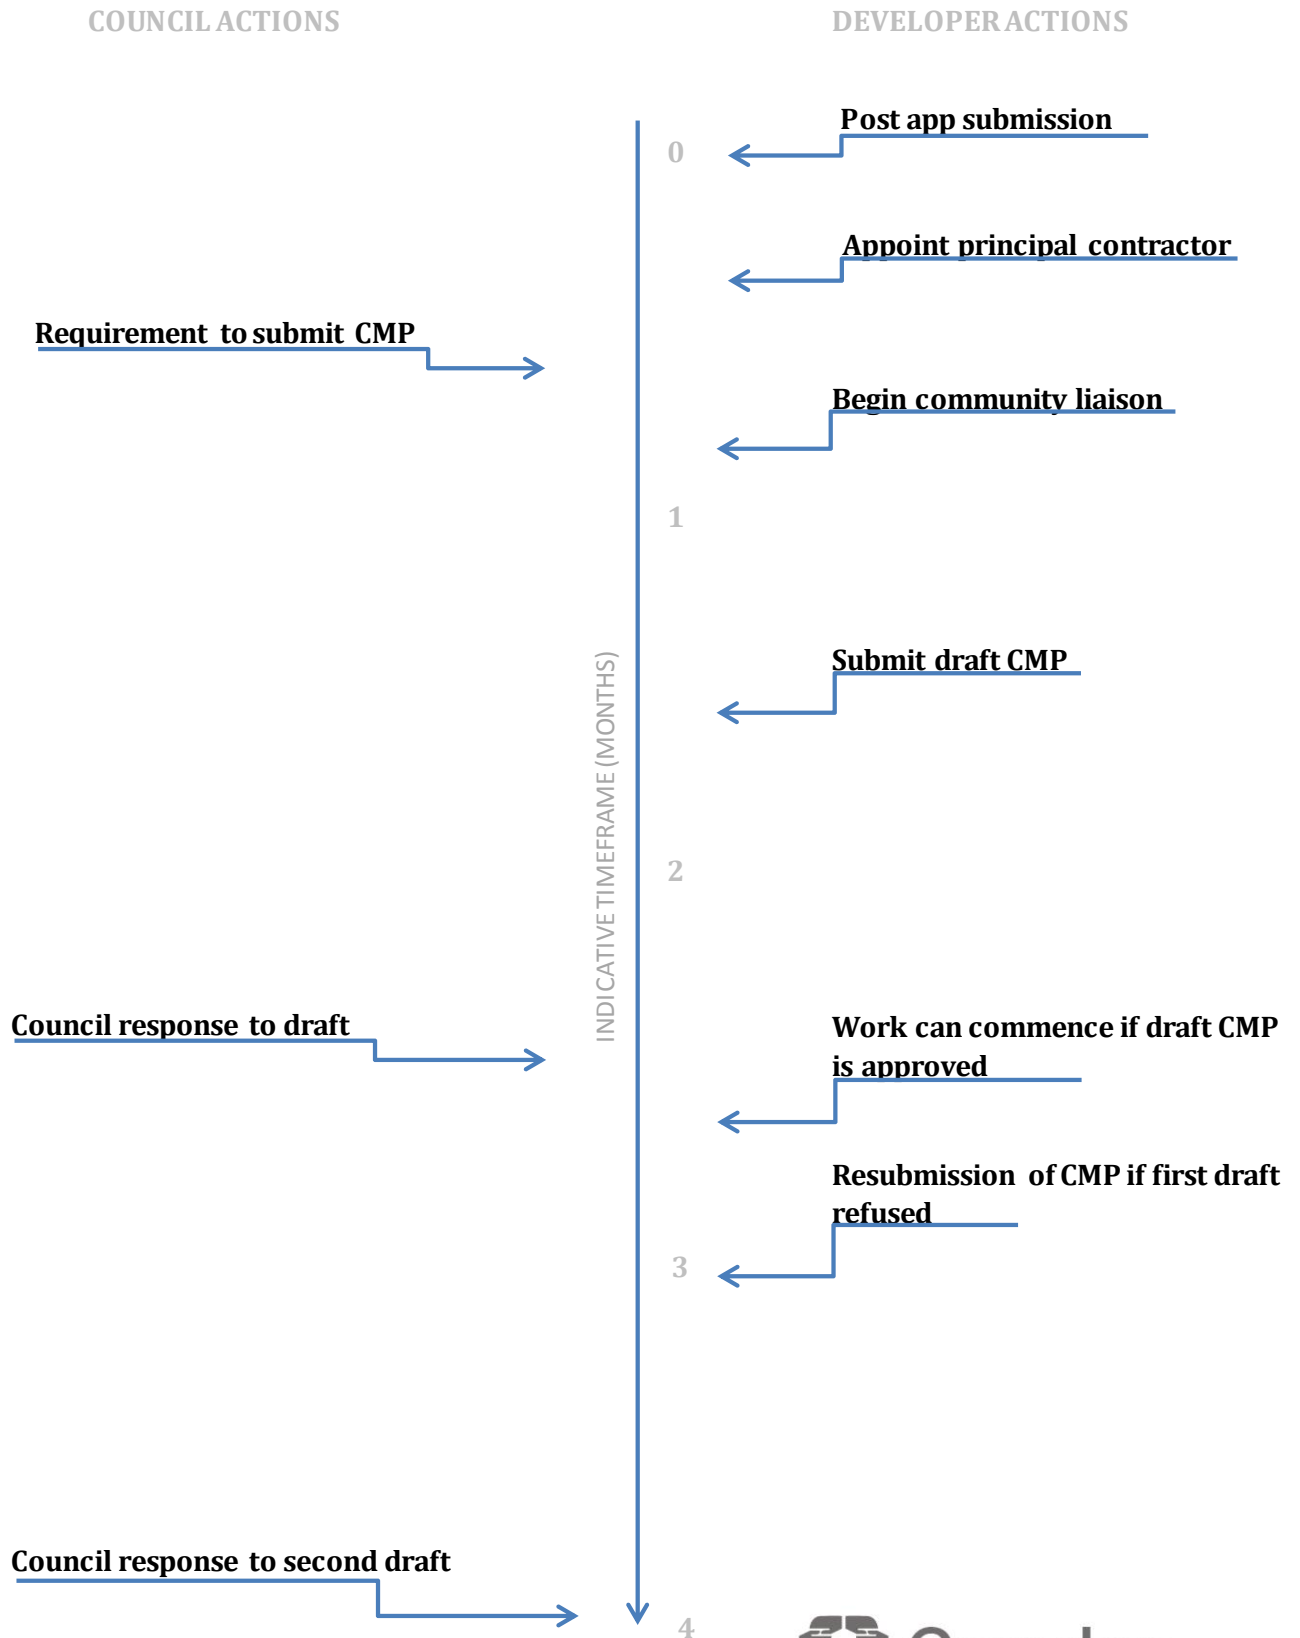 COUNCIL ACTIONS
DEVELOPER ACTIONS
Post app submission
0
Appoint principal contractor
Requirement to submit CMP
Begin community liaison
1
Submit draft CMP
INDICATIVE TIMEFRAME (MONTHS)
2
Council response to draft
Work can commence if draft CMP
is approved
Resubmission of CMP if first draft
refused
3
Council response to second draft
4